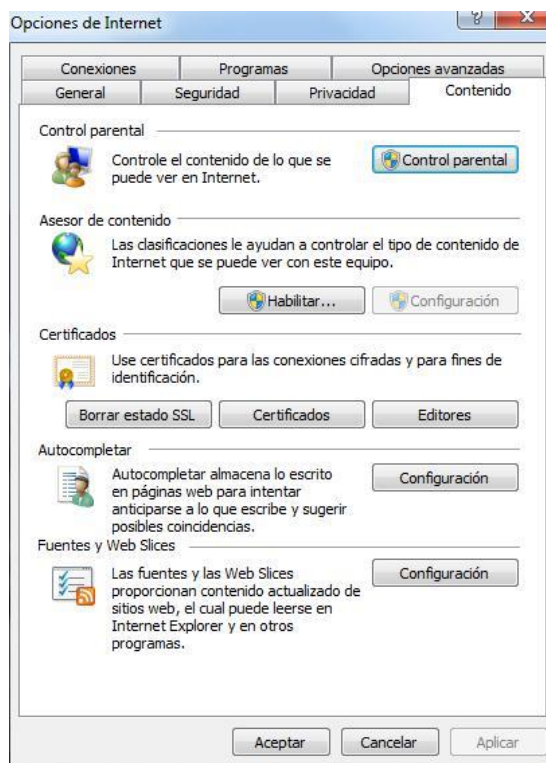 Opciones de Internet
?
X
Conexiones
Programas
Opciones avanzadas
General
Seguridad
Privacidad
Contenido
Control parental
Controle el contenido de lo que se
puede ver en Internet.
Control parental
Asesor de contenido
Las clasificaciones le ayudan a controlar el tipo de contenido de
Internet que se puede ver con este equipo.
Habilitar...
Configuración
Certificados
Use certificados para las conexiones cifradas y para fines de
identificación.
Borrar estado SSL
Certificados
Editores
Autocompletar
Autocompletar almacena lo escrito
en páginas web para intentar
anticiparse a lo que escribe y sugerir
posibles coincidencias.
Configuración
Fuentes y Web Slices
Las fuentes y las Web Slices
proporcionan contenido actualizado de
sitios web, el cual puede leerse en
Internet Explorer y en otros
programas.
Configuración
Aceptar
Cancelar
Aplicar